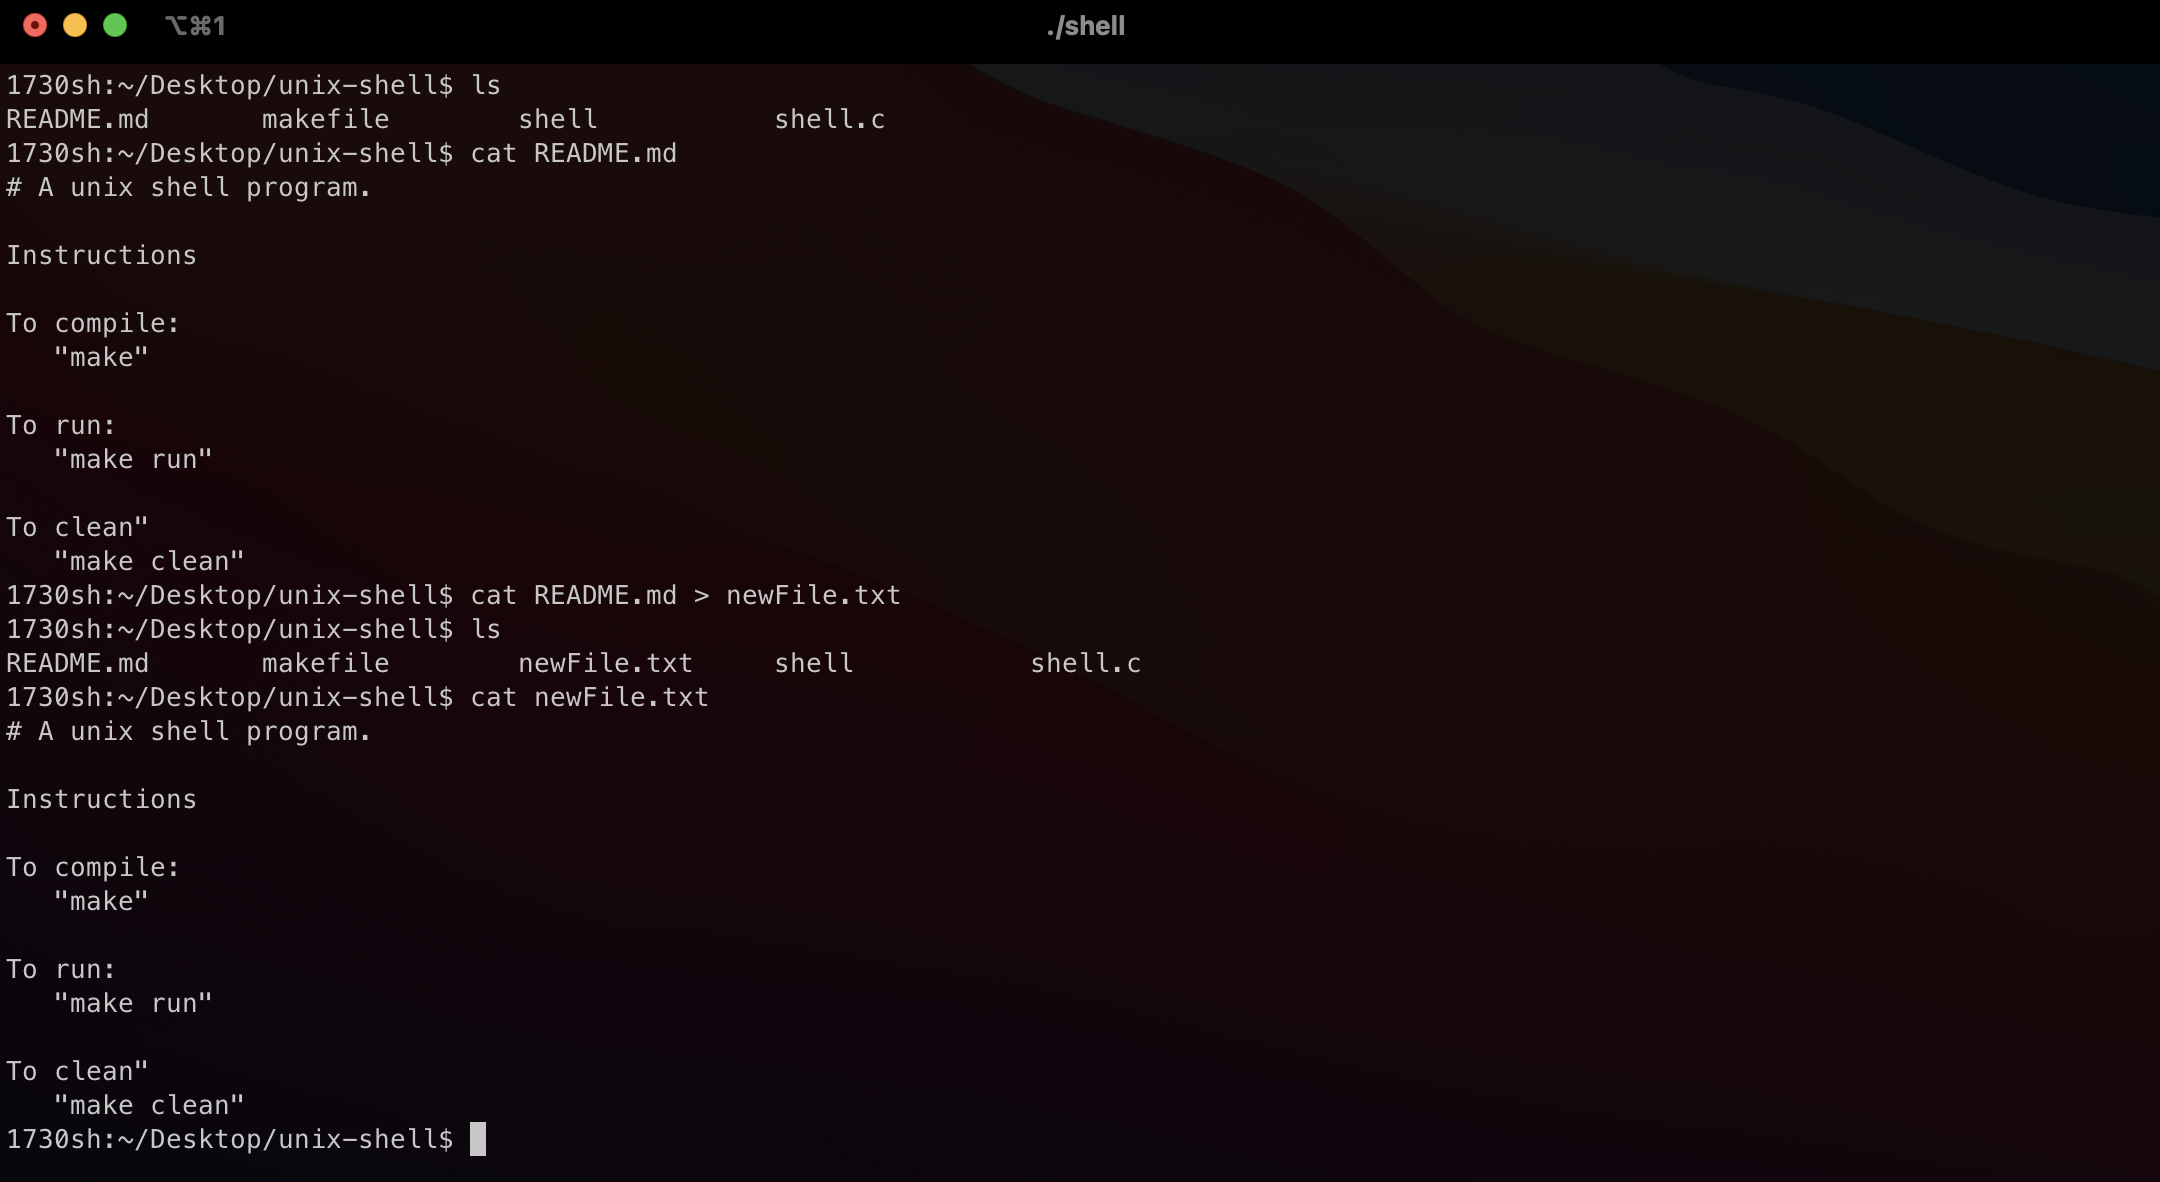 ⌥⌘1 ./shell
1730sh:~/Desktop/unix-shell$ ls
README.md       makefile        shell           shell.c
1730sh:~/Desktop/unix-shell$ cat README.md
# A unix shell program.

Instructions

To compile:
   "make"

To run:
   "make run"

To clean"
   "make clean"
1730sh:~/Desktop/unix-shell$ cat README.md > newFile.txt
1730sh:~/Desktop/unix-shell$ ls
README.md       makefile        newFile.txt     shell           shell.c
1730sh:~/Desktop/unix-shell$ cat newFile.txt
# A unix shell program.

Instructions

To compile:
   "make"

To run:
   "make run"

To clean"
   "make clean"
1730sh:~/Desktop/unix-shell$